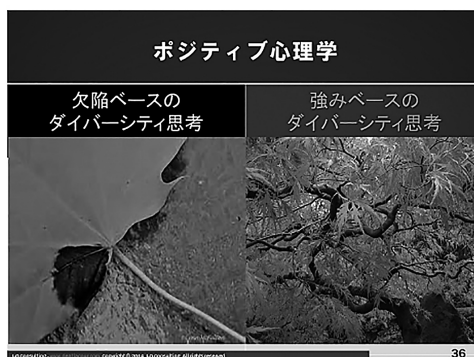 ポジティブ心理学
欠陥ベースの
ダイバーシティ思考
強みベースの
ダイバーシティ思考
36